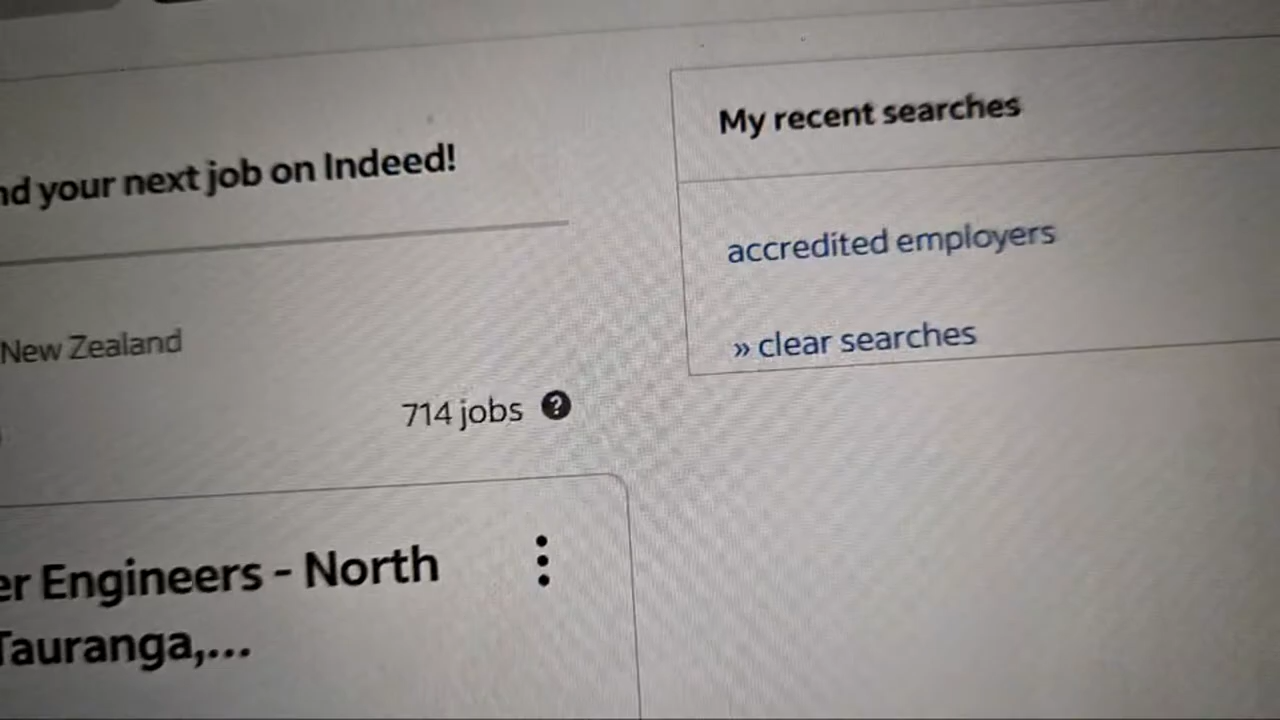 nd your next job on Indeed!
New Zealand
714 jobs
er Engineers - North
Tauranga,...
My recent searches
accredited employers
» clear searches